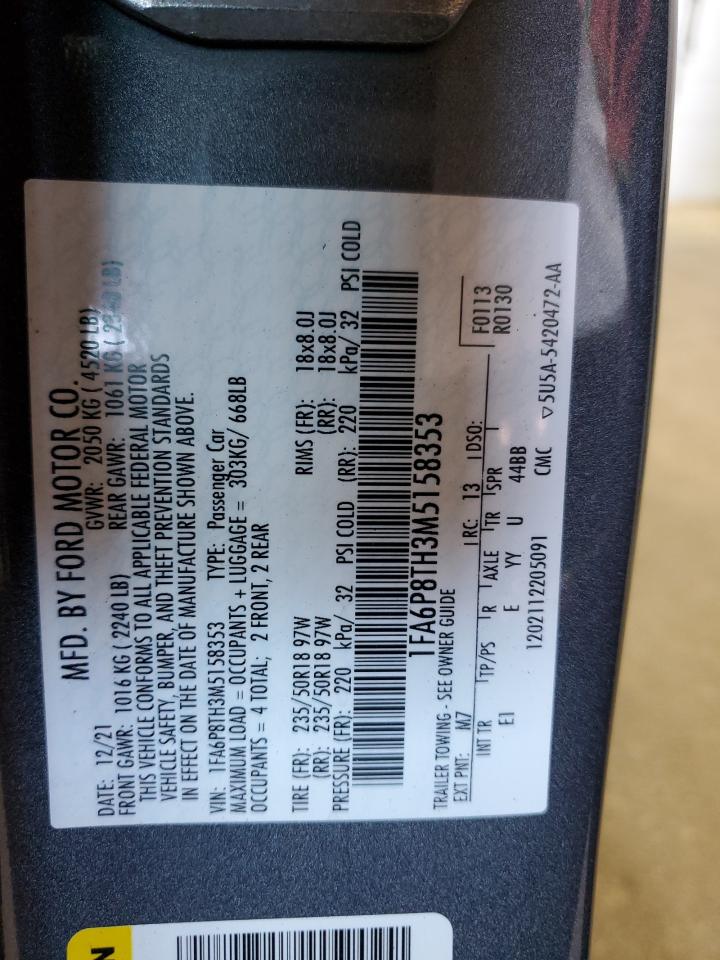 MFD. BY FORD MOTOR CO.
DATE: 12/21 GVWR: 2050 KG ( 4520 LB)
FRONT GAWR: 1016 KG ( 2240 LB) REAR GAWR: 1061 KG ( 2340 LB)
THIS VEHICLE CONFORMS TO ALL APPLICABLE FEDERAL MOTOR
VEHICLE SAFETY, BUMPER, AND THEFT PREVENTION STANDARDS
IN EFFECT ON THE DATE OF MANUFACTURE SHOWN ABOVE.
VIN: 1FA6P8TH3M5158353 TYPE: Passenger Car
MAXIMUM LOAD = OCCUPANTS + LUGGAGE = 303KG/ 668LB
OCCUPANTS = 4 TOTAL; 2 FRONT, 2 REAR
TIRE (FR): 235/50R18 97W RIMS (FR): 18x8.0J
(RR): 235/50R18 97W (RR): 18x8.0J
PRESSURE (FR): 220 kPa/ 32 PSI COLD (RR): 220 kPa/ 32 PSI COLD
1FA6P8TH3M5158353
TRAILER TOWING - SEE OWNER GUIDE
EXT PNT: M7 RC: 13 DSO: F0113
R0130
INT TR TP/PS R AXLE TR SPR
EI E YY U 44BB
1202112205091 CMC ▽5U5A-5420472-AA
N